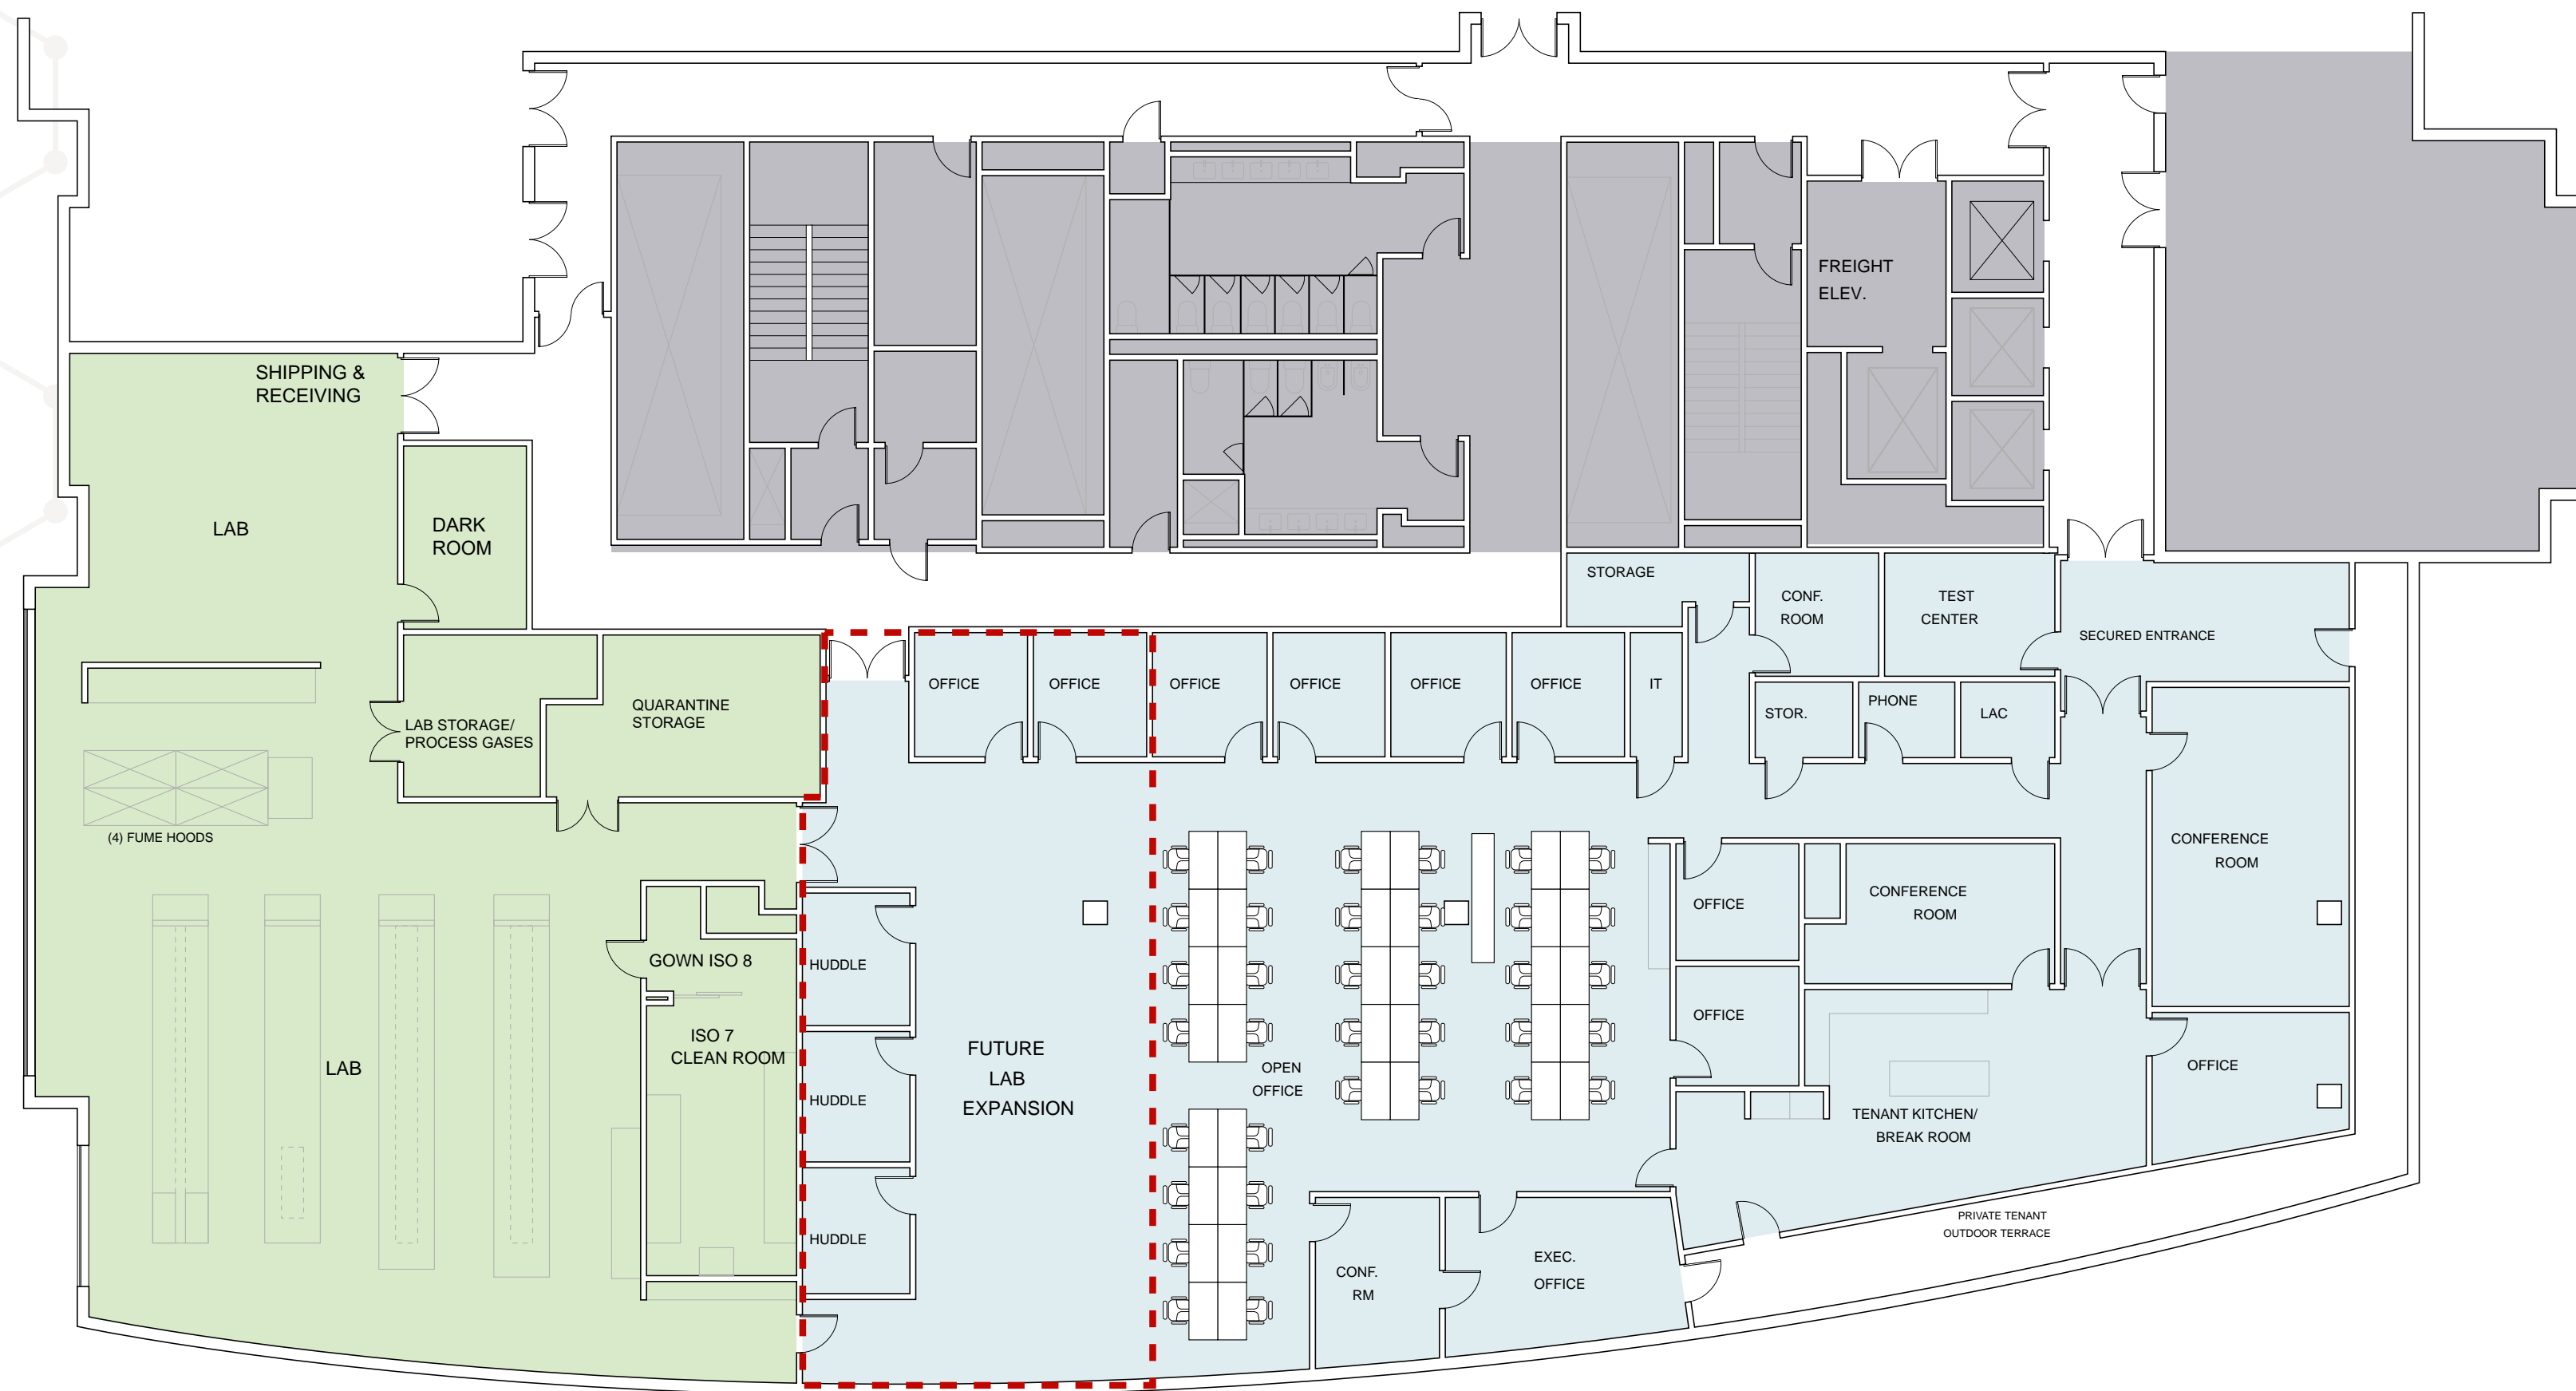 FREIGHT
ELEV.
SHIPPING &
RECEIVING
LAB
DARK
ROOM
STORAGE
CONF.
ROOM
TEST
CENTER
SECURED ENTRANCE
OFFICE
OFFICE
OFFICE
OFFICE
OFFICE
OFFICE
IT
STOR.
PHONE
LAC
LAB STORAGE/
PROCESS GASES
QUARANTINE
STORAGE
(4) FUME HOODS
CONFERENCE
ROOM
OFFICE
CONFERENCE
ROOM
GOWN ISO 8
HUDDLE
ISO 7
CLEAN ROOM
LAB
HUDDLE
FUTURE
LAB
EXPANSION
OPEN
OFFICE
OFFICE
OFFICE
TENANT KITCHEN/
BREAK ROOM
HUDDLE
CONF.
RM
EXEC.
OFFICE
PRIVATE TENANT
OUTDOOR TERRACE